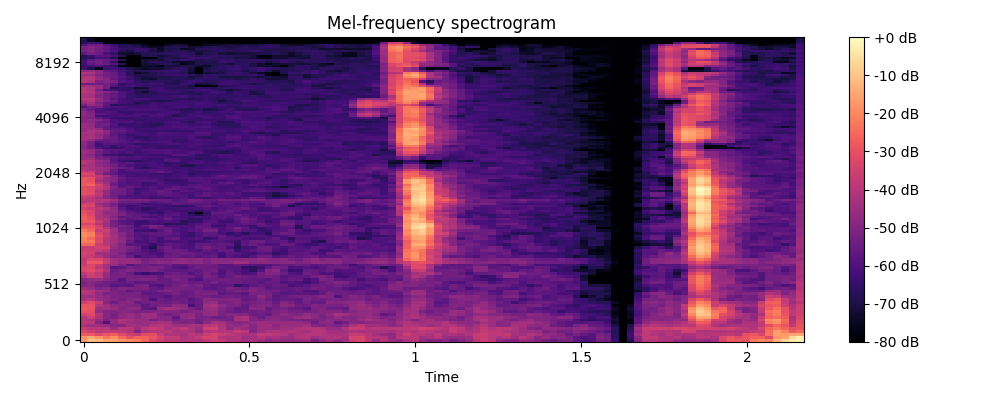 Mel-frequency spectrogram
Hz
8192
4096
2048
1024
512
0
0
0.5
1
1.5
2
Time
+0 dB
-10 dB
-20 dB
-30 dB
-40 dB
-50 dB
-60 dB
-70 dB
-80 dB